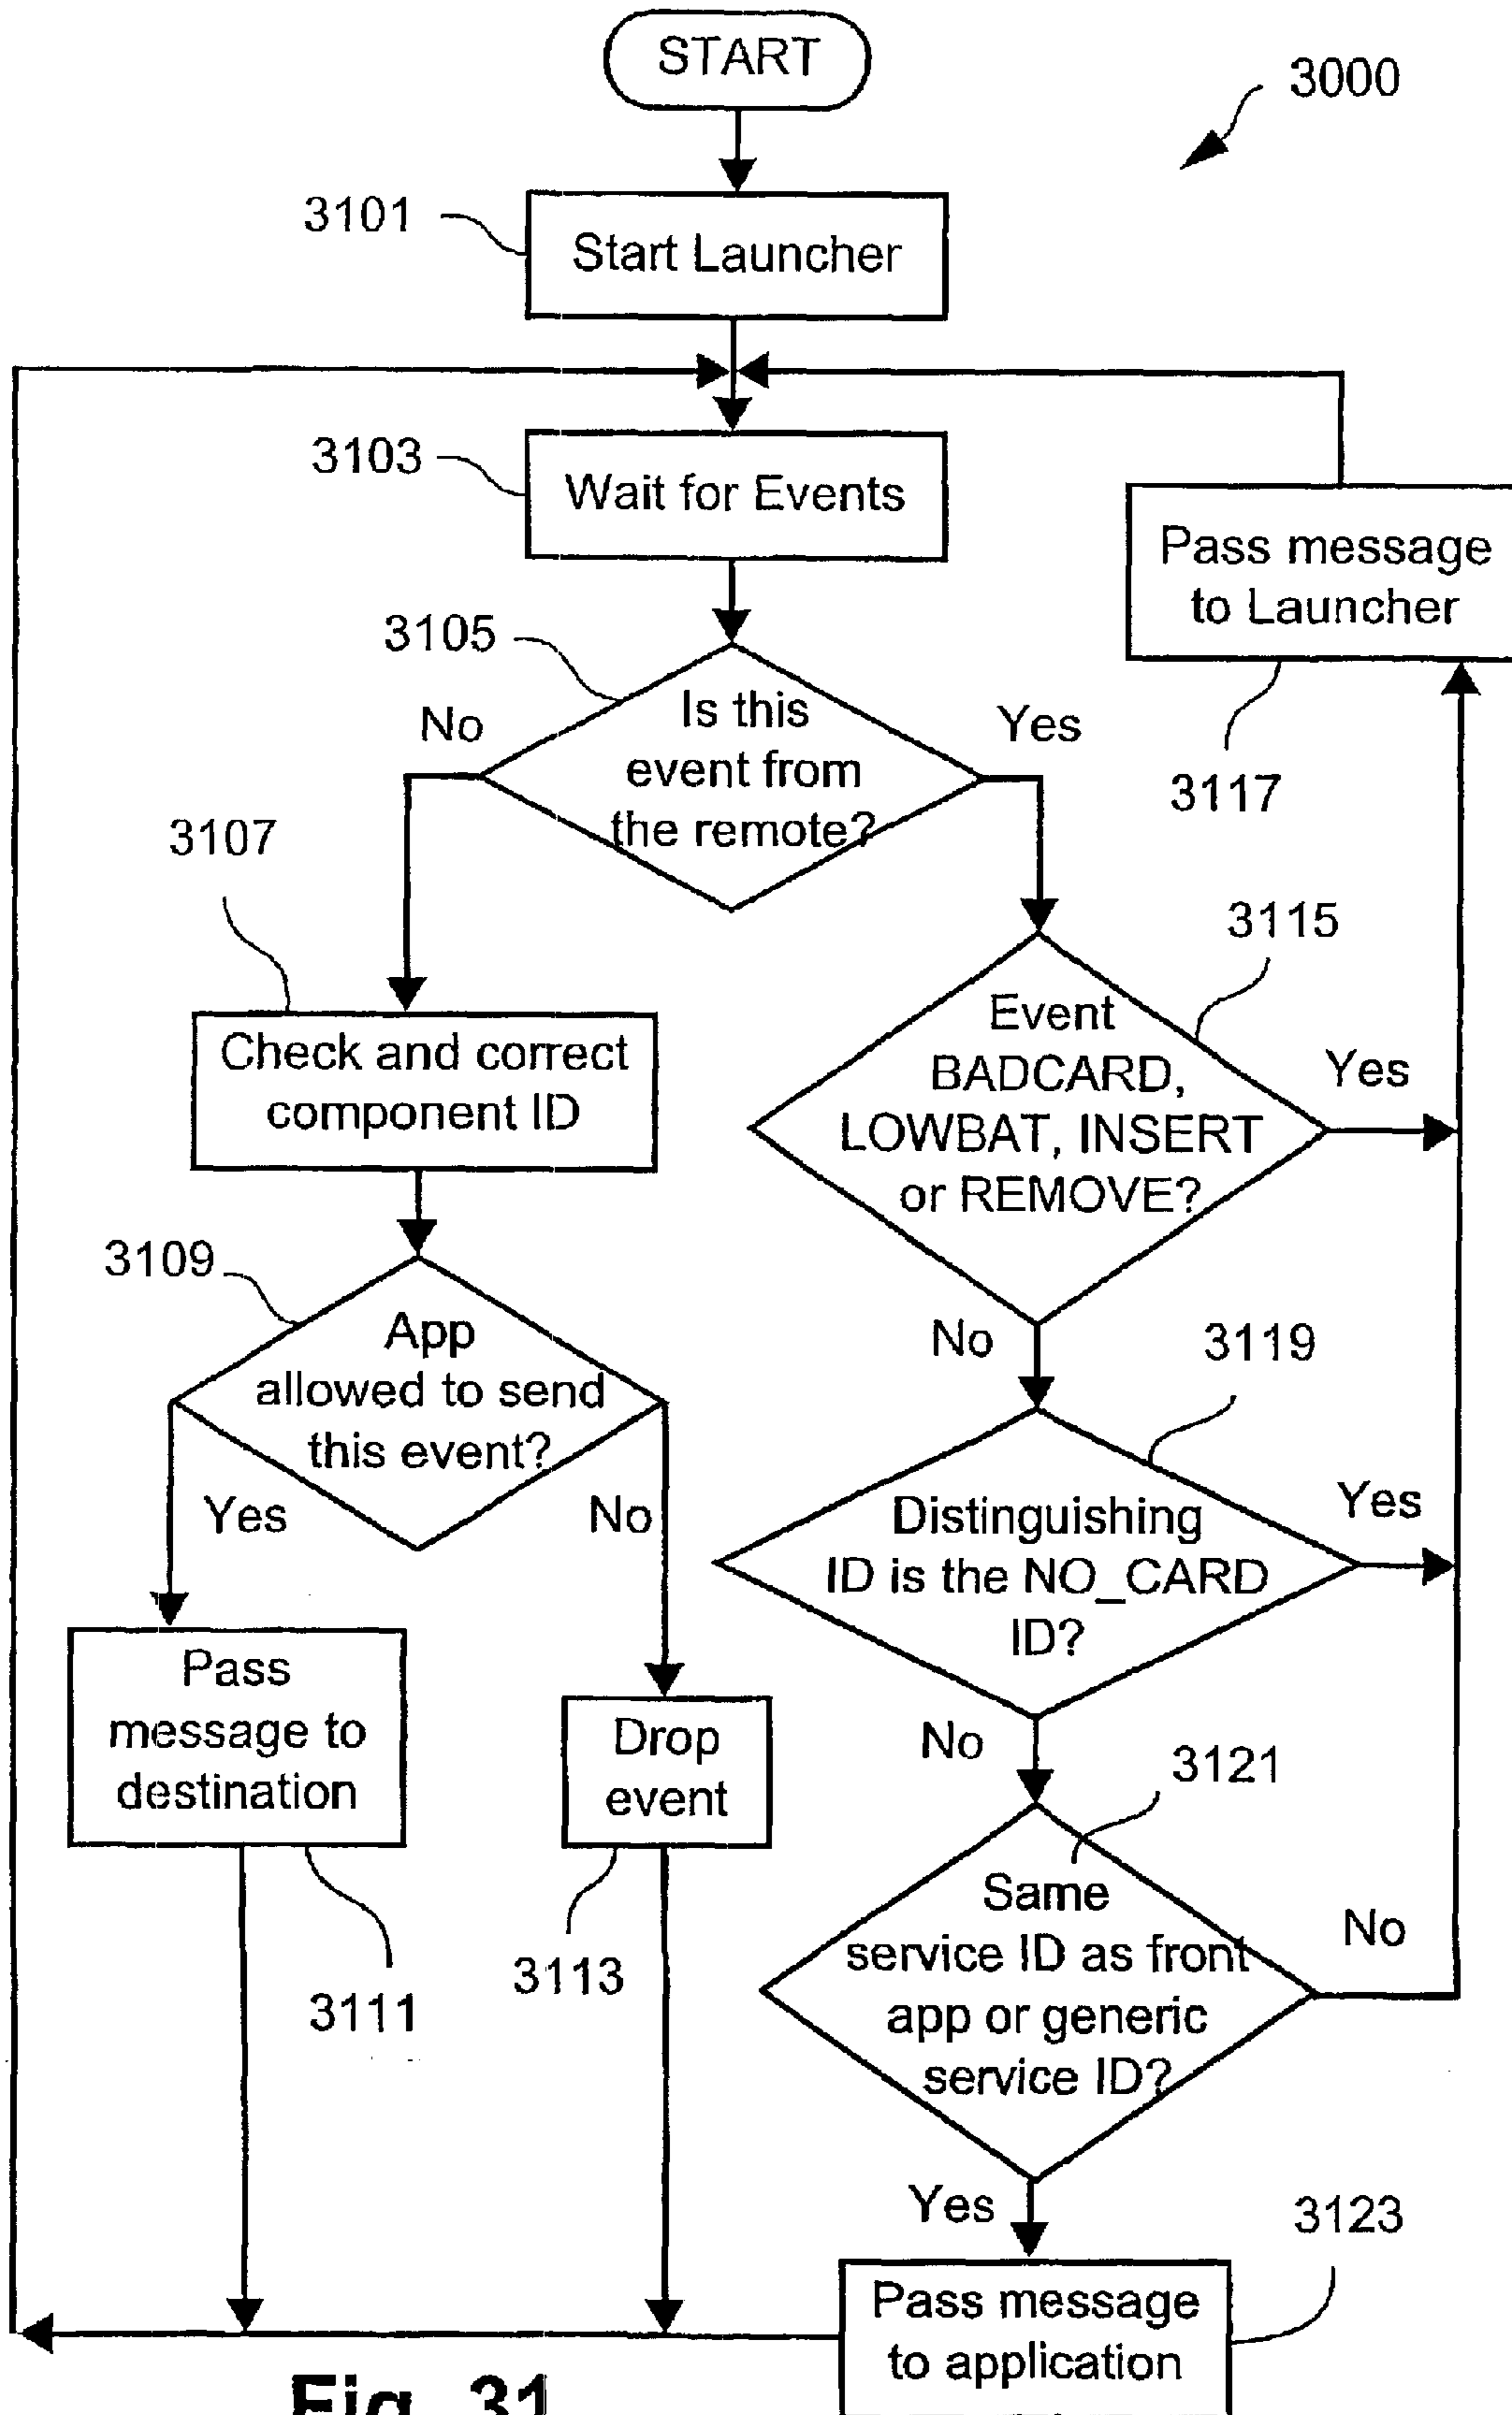 START
3000
3101
Start Launcher
3103
Wait for Events
Pass message
to Launcher
3117
3105
No
Is this
event from
the remote?
Yes
3107
Check and correct
component ID
3115
Event
BADCARD,
LOWBAT, INSERT
or REMOVE?
Yes
No
3109
App
allowed to send
this event?
Yes
No
3119
Distinguishing
ID is the NO_CARD
ID?
Yes
No
Pass
message to
destination
3111
Drop
event
3113
3121
Same
service ID as front
app or generic
service ID?
No
Yes
3123
Pass message
to application
Fig. 31